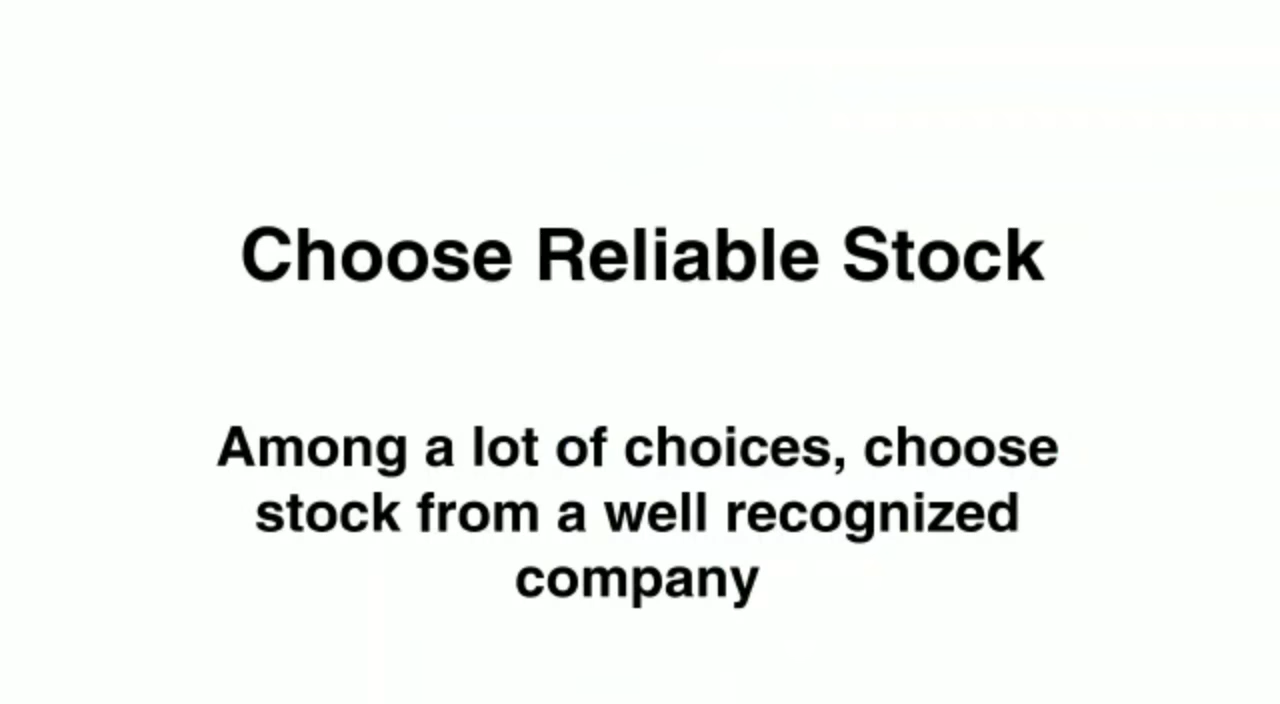 Choose Reliable Stock
Among a lot of choices, choose
stock from a well recognized
company